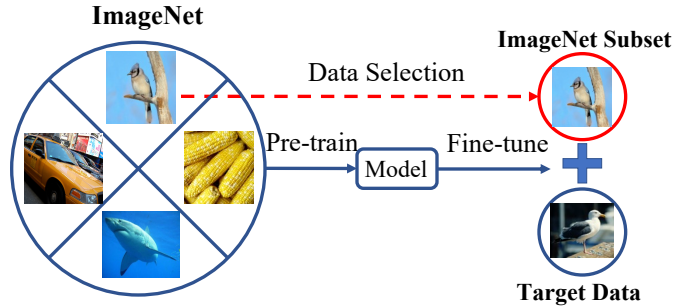 ImageNet
ImageNet Subset
Data Selection
Pre-train
Model
Fine-tune
Target Data